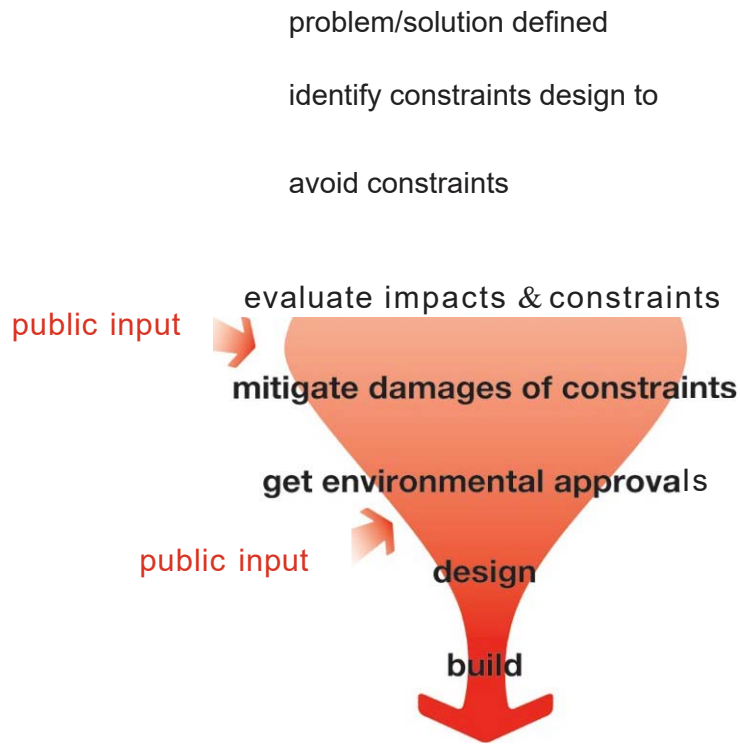 problem/solution defined
identify constraints design to
avoid constraints
evaluate impacts & constraints
public input
mitigate damages of constraints
get environmental approvals
public input
design
build